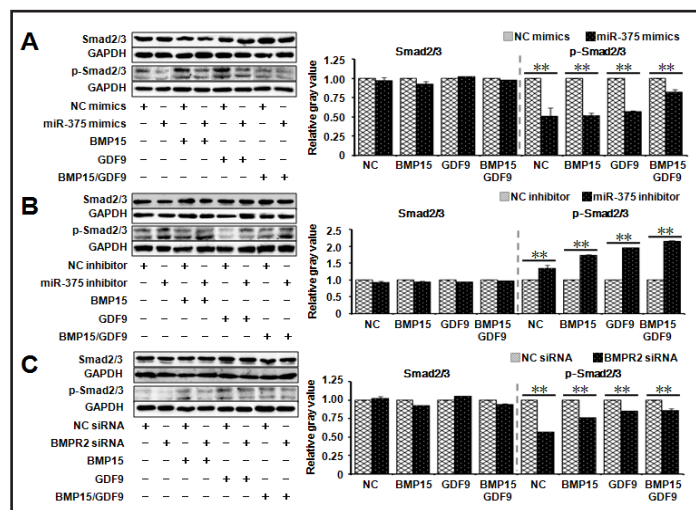 A
Smad2/3
GAPDH
p-Smad2/3
GAPDH
NC mimics + − + − + − + −
miR-375 mimics − + − + − + − +
BMP15 − − + + − − − −
GDF9 − − − − + + − −
BMP15/GDF9 − − − − − − + +
NC mimics miR-375 mimics
Smad2/3 p-Smad2/3
** ** ** **
Relative gray value
1.25
1.00
0.75
0.50
0.25
0
NC BMP15 GDF9 BMP15 GDF9 NC BMP15 GDF9 BMP15 GDF9
B
Smad2/3
GAPDH
p-Smad2/3
GAPDH
NC inhibitor + − + − + − + −
miR-375 inhibitor − + − + − + − +
BMP15 − − + + − − − −
GDF9 − − − − + + − −
BMP15/GDF9 − − − − − − + +
NC inhibitor miR-375 inhibitor
Smad2/3 p-Smad2/3
** ** ** **
Relative gray value
2.5
2.0
1.5
1.0
0.5
0
NC BMP15 GDF9 BMP15 GDF9 NC BMP15 GDF9 BMP15 GDF9
C
Smad2/3
GAPDH
p-Smad2/3
GAPDH
NC siRNA + − + − + − + −
BMPR2 siRNA − + − + − + − +
BMP15 − − + + − − − −
GDF9 − − − − + + − −
BMP15/GDF9 − − − − − − + +
NC siRNA BMPR2 siRNA
Smad2/3 p-Smad2/3
** ** ** **
Relative gray value
1.25
1.00
0.75
0.50
0.25
0
NC BMP15 GDF9 BMP15 GDF9 NC BMP15 GDF9 BMP15 GDF9